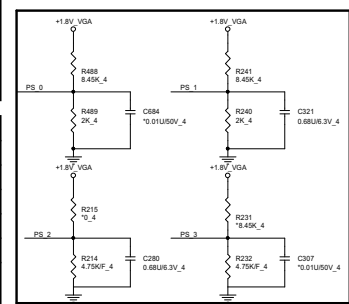 +1.8V_VGA
R488
8.45K_4
PS_0
R489
2K_4
C684
*0.01U/50V_4
+1.8V_VGA
R241
8.45K_4
PS_1
R240
2K_4
C321
0.68U/6.3V_4
+1.8V_VGA
R215
*0_4
PS_2
R214
4.75K/F_4
C280
0.68U/6.3V_4
+1.8V_VGA
R231
*8.45K_4
PS_3
R232
4.75K/F_4
C307
*0.01U/50V_4